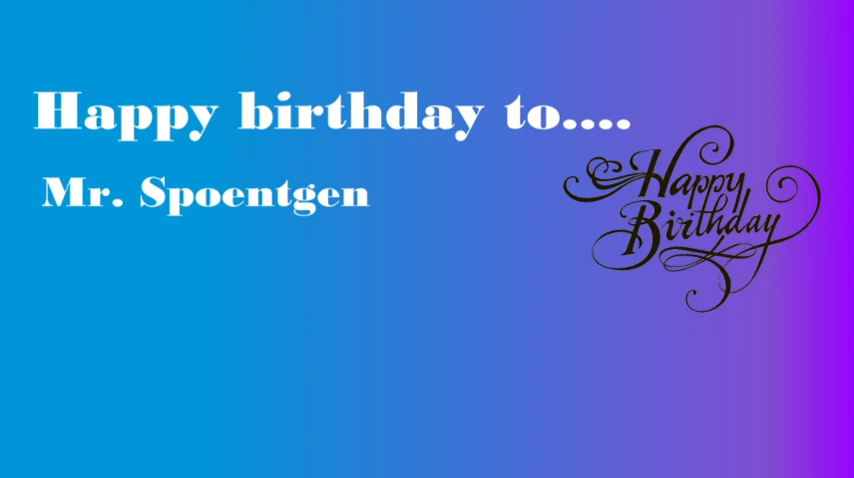 Happy birthday to....
Mr. Spoentgen
Happy
Birthday